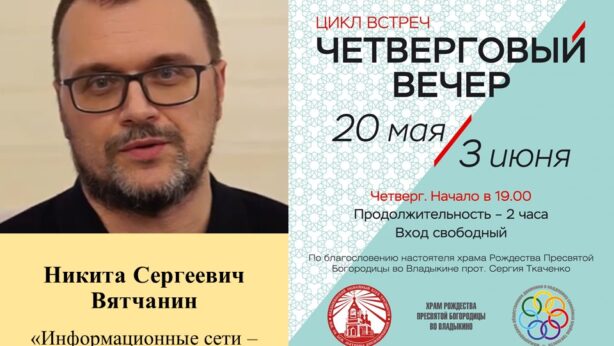 Никита Сергеевич
Вятчанин
«Информационные сети –
ЦИКЛ ВСТРЕЧ
ЧЕТВЕРГОВЫЙ
ВЕЧЕР
20 мая/
3 июня
Четверг. Начало в 19.00
Продолжительность – 2 часа
Вход свободный
По благословению настоятеля храма Рождества Пресвятой
Богородицы во Владыкине прот. Сергия Ткаченко
ХРАМ РОЖДЕСТВА
ПРЕСВЯТОЙ БОГОРОДИЦЫ
ВО ВЛАДЫКИНО